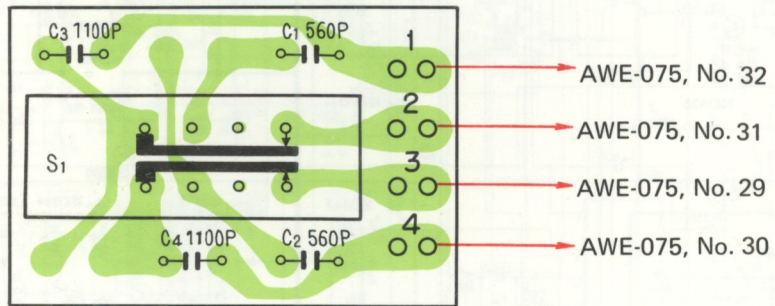 C3 1100P
C1 560P
1
AWE-075, No. 32
2
AWE-075, No. 31
S1
3
AWE-075, No. 29
4
C4 1100P
C2 560P
AWE-075, No. 30